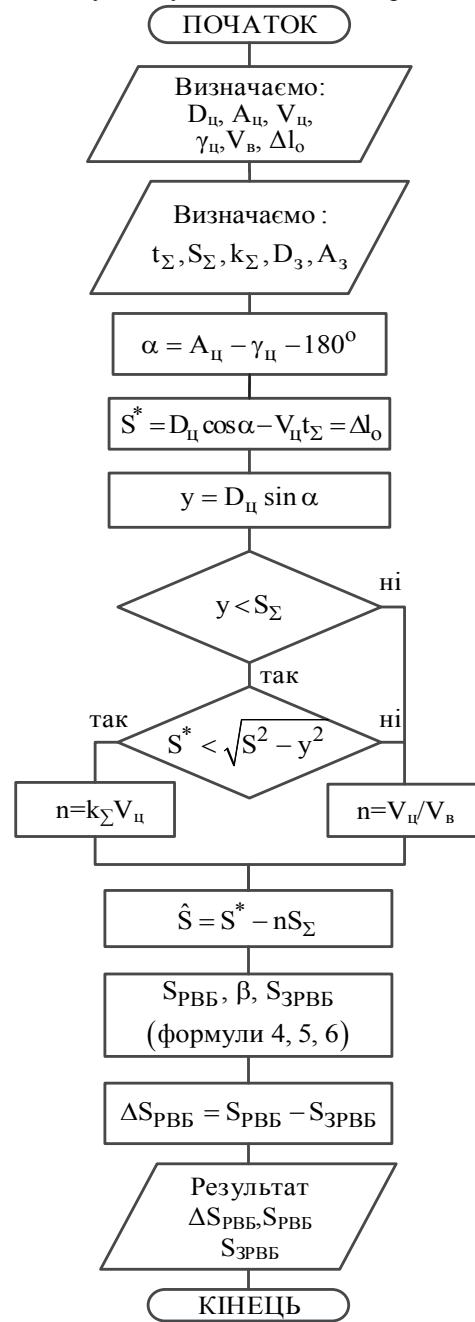 ПОЧАТОК
Визначаємо:
Dц, Aц, Vц,
γц, Vв, Δlо
Визначаємо :
tΣ, SΣ, kΣ, Dз, Aз
α = Aц − γц − 180°
S* = Dц cosα − Vц tΣ = Δlо
y = Dц sin α
ні
y < SΣ
так
так
ні
S* < √S² − y²
n=kΣVц
n=Vц/Vв
Ŝ = S* − nSΣ
SРВБ, β, SЗРВБ
(формули 4, 5, 6)
ΔSРВБ = SРВБ − SЗРВБ
Результат
ΔSРВБ, SРВБ
SЗРВБ
КІНЕЦЬ